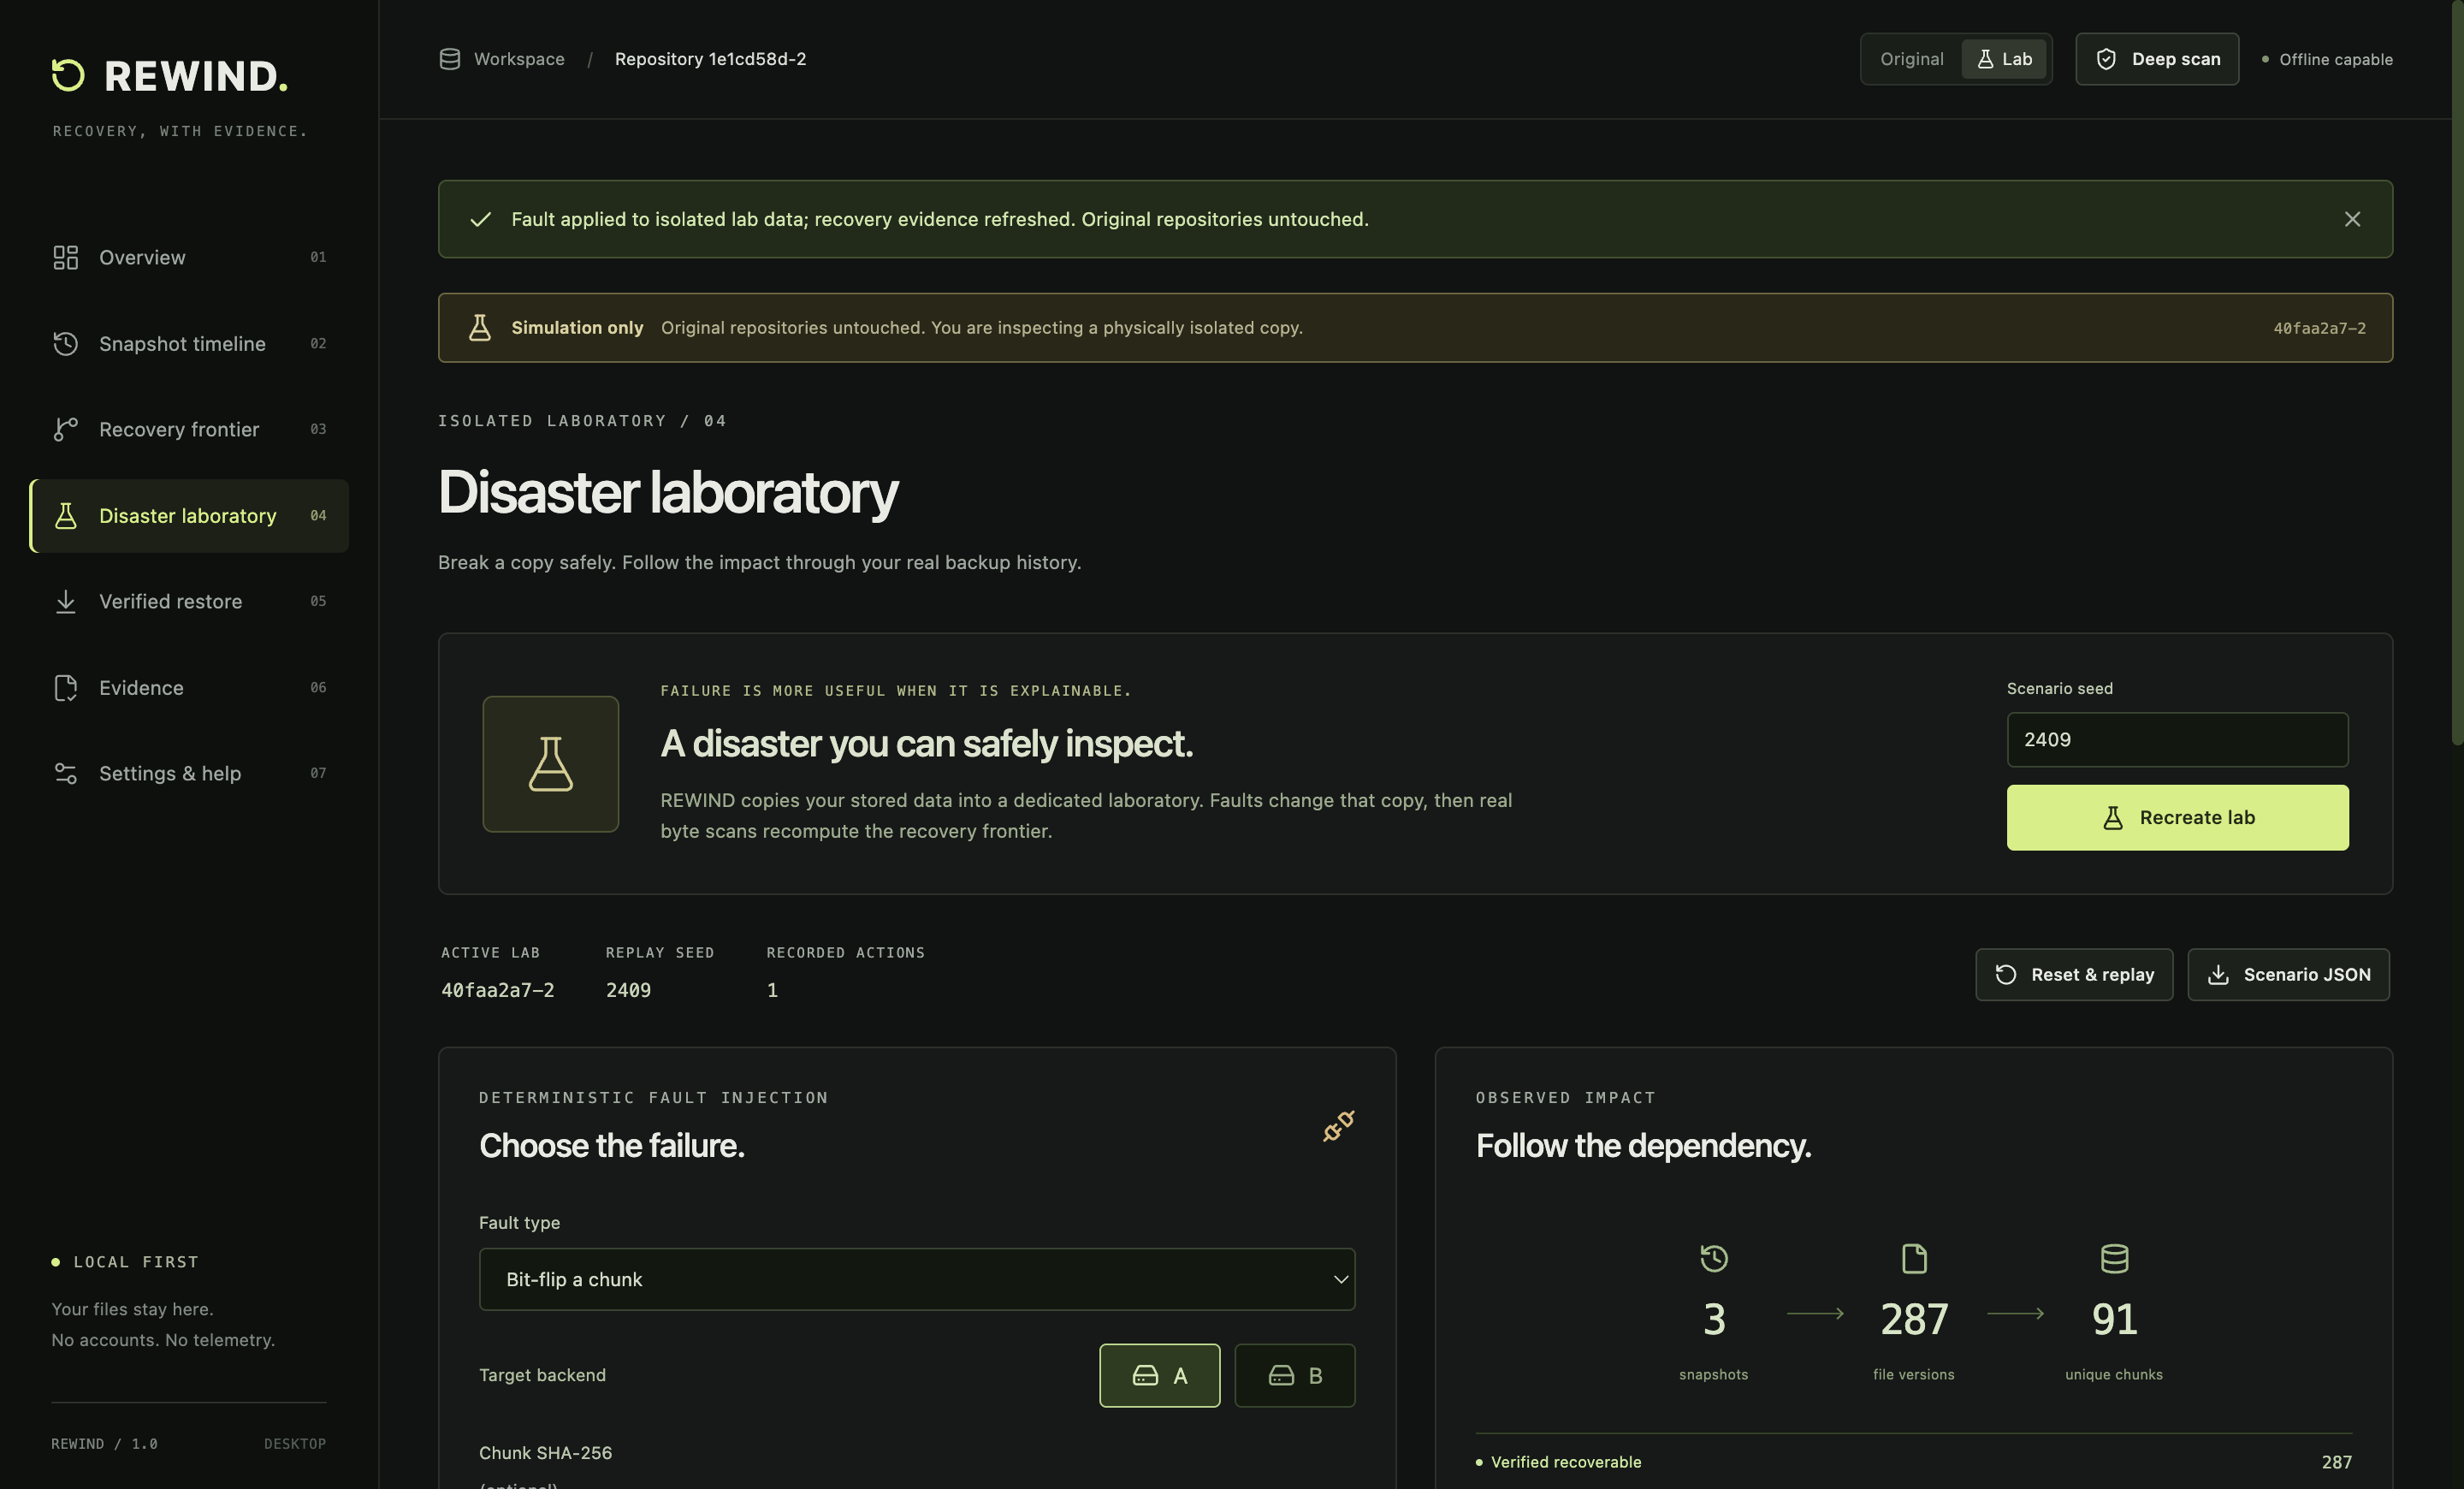 REWIND.
RECOVERY, WITH EVIDENCE.
Overview 01
Snapshot timeline 02
Recovery frontier 03
Disaster laboratory 04
Verified restore 05
Evidence 06
Settings & help 07
LOCAL FIRST
Your files stay here.
No accounts. No telemetry.
REWIND / 1.0 DESKTOP
Workspace / Repository 1e1cd58d-2
Original Lab Deep scan Offline capable
Fault applied to isolated lab data; recovery evidence refreshed. Original repositories untouched.
Simulation only Original repositories untouched. You are inspecting a physically isolated copy. 40faa2a7-2
ISOLATED LABORATORY / 04
Disaster laboratory
Break a copy safely. Follow the impact through your real backup history.
FAILURE IS MORE USEFUL WHEN IT IS EXPLAINABLE.
A disaster you can safely inspect.
REWIND copies your stored data into a dedicated laboratory. Faults change that copy, then real
byte scans recompute the recovery frontier.
Scenario seed
2409
Recreate lab
ACTIVE LAB REPLAY SEED RECORDED ACTIONS
40faa2a7-2 2409 1
Reset & replay Scenario JSON
DETERMINISTIC FAULT INJECTION
Choose the failure.
Fault type
Bit-flip a chunk
Target backend A B
Chunk SHA-256
(optional)
OBSERVED IMPACT
Follow the dependency.
3 287 91
snapshots file versions unique chunks
Verified recoverable 287